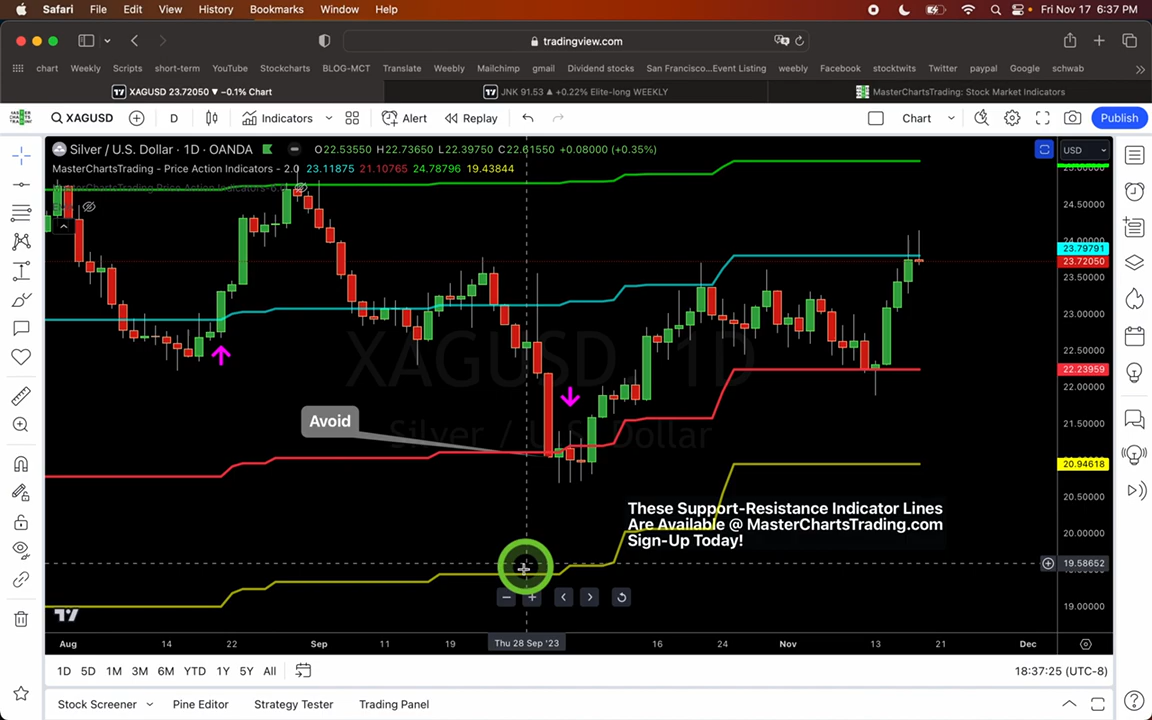 Safari File Edit View History Bookmarks Window Help Fri Nov 17 6:37 PM
tradingview.com
chart Weekly Scripts short-term YouTube Stockcharts BLOG-MCT Translate Weebly Mailchimp gmail Dividend stocks San Francisco...Event Listing weebly Facebook stocktwits Twitter paypal Google schwab
XAGUSD 23.72050 ▼ −0.1% Chart JNK 91.53 ▲ +0.22% Elite-long WEEKLY MasterChartsTrading: Stock Market Indicators
XAGUSD D Indicators Alert Replay Chart Publish
Silver / U.S. Dollar · 1D · OANDA O22.53550 H22.73650 L22.39750 C22.61550 +0.08000 (+0.35%) USD
MasterChartsTrading - Price Action Indicators - 2.0 23.11875 21.10765 24.78796 19.43844
24.50000
23.79791
23.72050
23.50000
23.00000
XAGUSD 1D
22.50000
22.23959
22.00000
Avoid
Silver / U.S. Dollar
21.50000
20.94618
20.50000
These Support-Resistance Indicator Lines
Are Available @ MasterChartsTrading.com
Sign-Up Today!
20.00000
19.58652
19.00000
Aug 14 22 Sep 11 19 Thu 28 Sep '23 16 24 Nov 13 21 Dec
1D 5D 1M 3M 6M YTD 1Y 5Y All 18:37:25 (UTC-8)
Stock Screener Pine Editor Strategy Tester Trading Panel